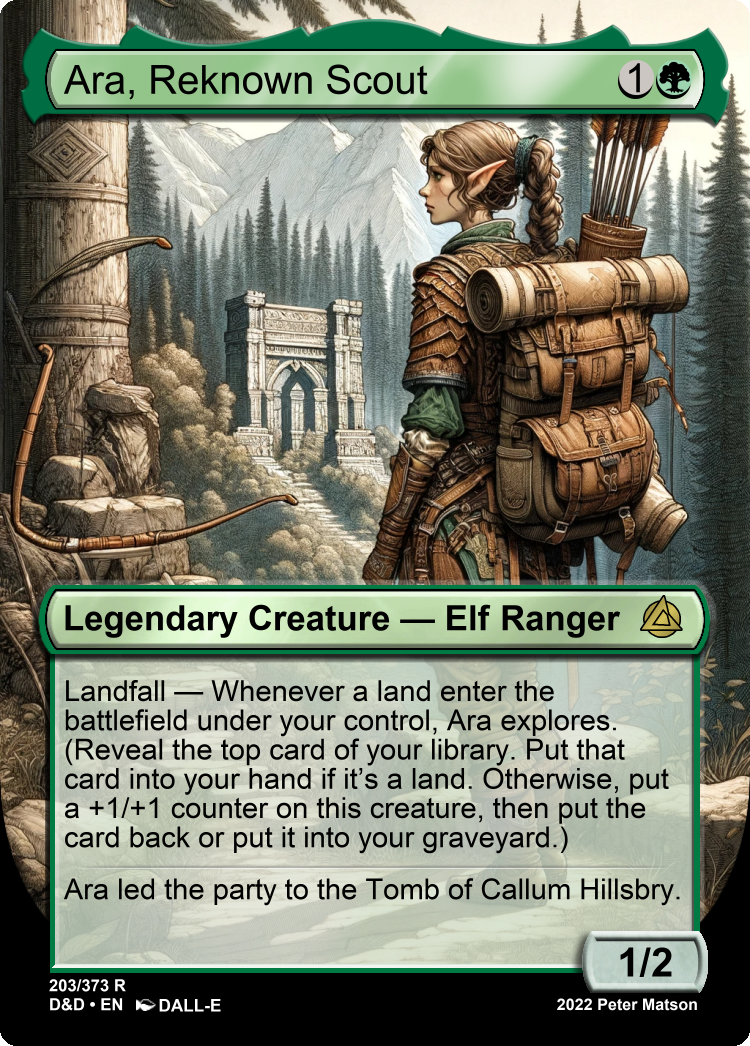 Ara, Reknown Scout 1
Legendary Creature — Elf Ranger
Landfall — Whenever a land enter the
battlefield under your control, Ara explores.
(Reveal the top card of your library. Put that
card into your hand if it's a land. Otherwise, put
a +1/+1 counter on this creature, then put the
card back or put it into your graveyard.)
Ara led the party to the Tomb of Callum Hillsbry.
1/2
203/373 R
D&D • EN DALL-E
2022 Peter Matson